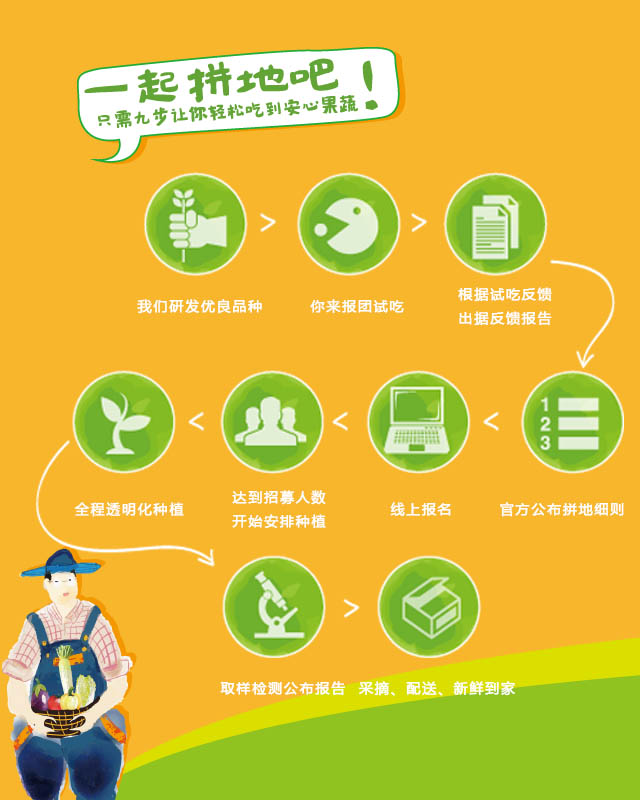 一起拼地吧！
只需九步让你轻松吃到安心果蔬
我们研发优良品种
你来报团试吃
根据试吃反馈
出据反馈报告
1
2
3
官方公布拼地细则
线上报名
达到招募人数
开始安排种植
全程透明化种植
取样检测公布报告
采摘、配送、新鲜到家